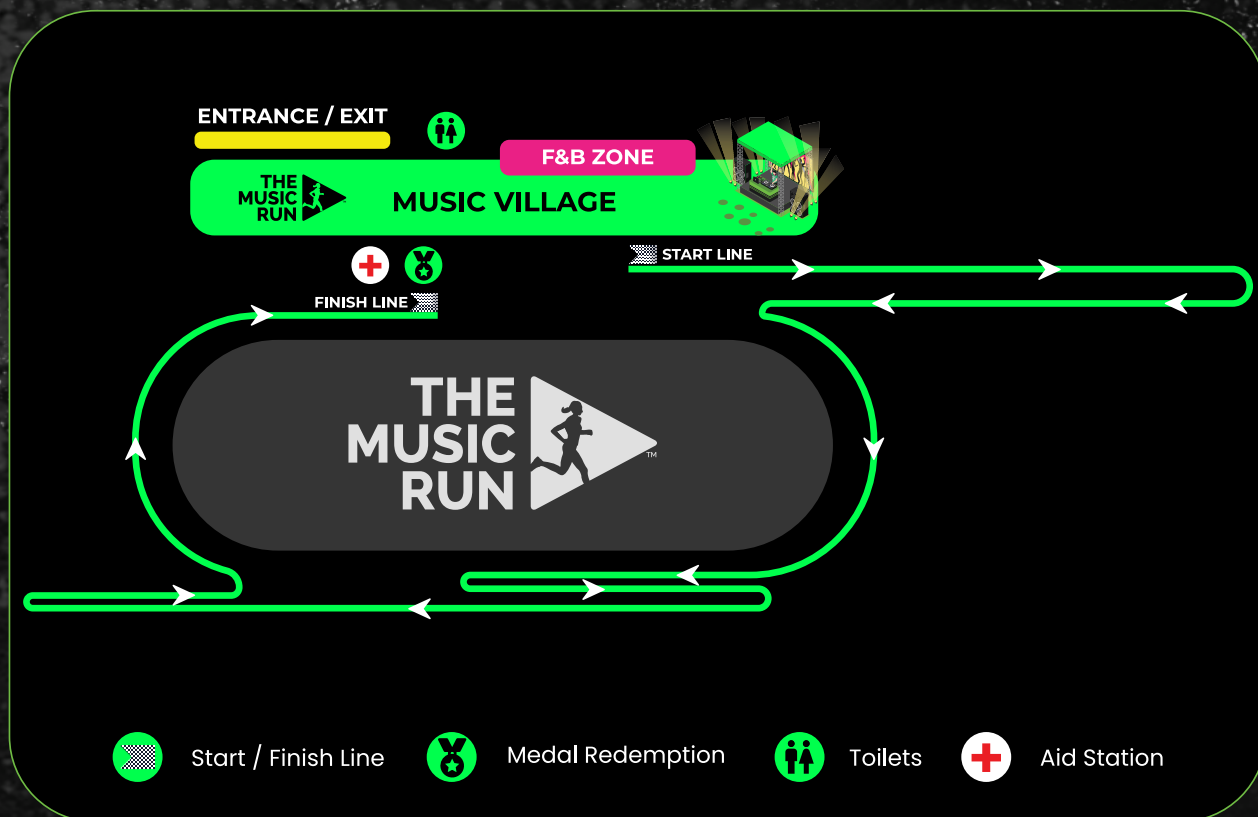 ENTRANCE / EXIT
F&B ZONE
THE
MUSIC
RUN
MUSIC VILLAGE
START LINE
FINISH LINE
THE
MUSIC
RUN
TM
Start / Finish Line
Medal Redemption
Toilets
Aid Station